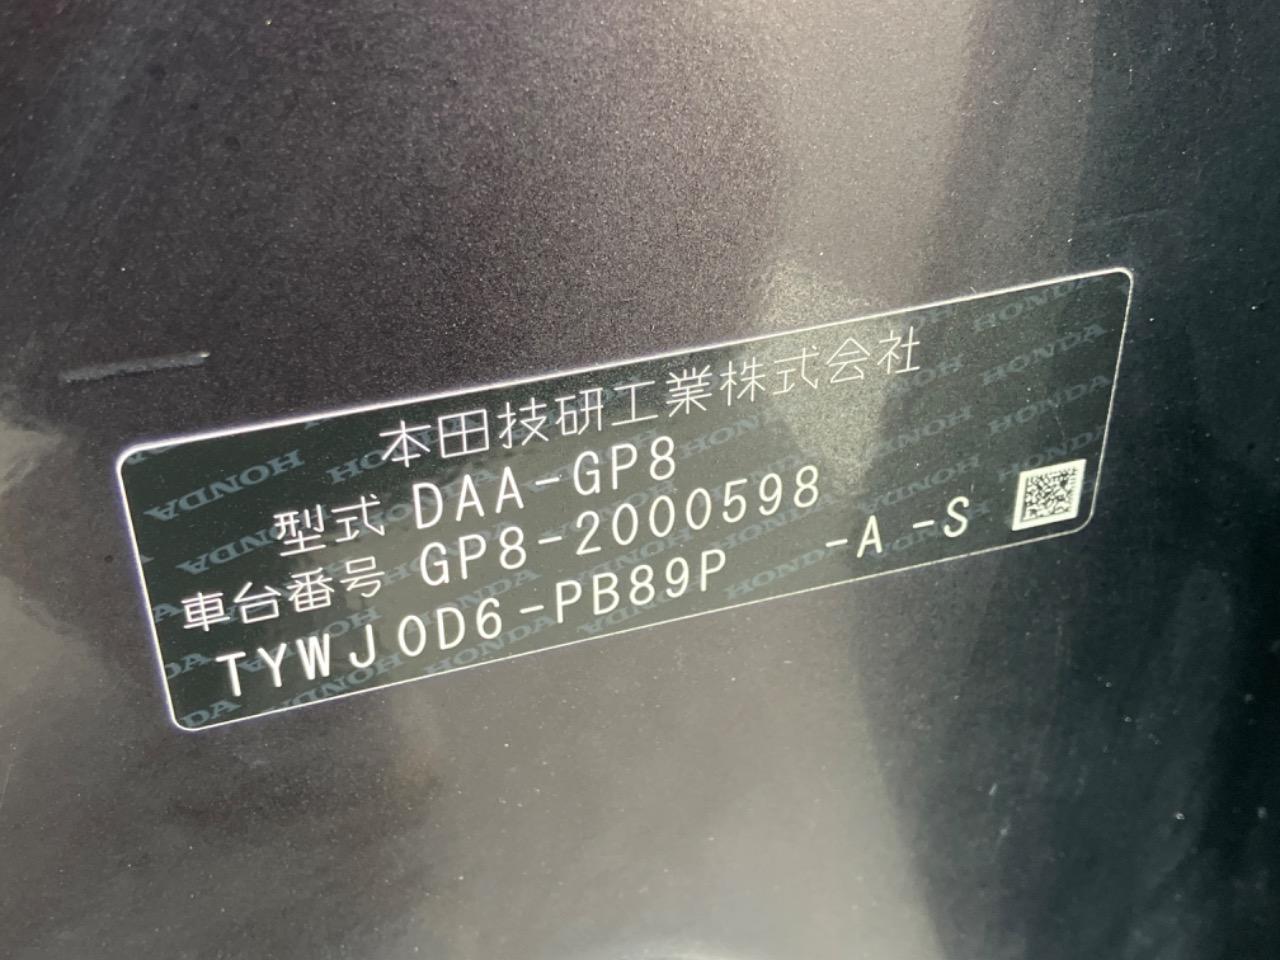 本田技研工業株式会社
型式 DAA-GP8
車台番号 GP8-2000598
TYWJ0D6-PB89P -A -S